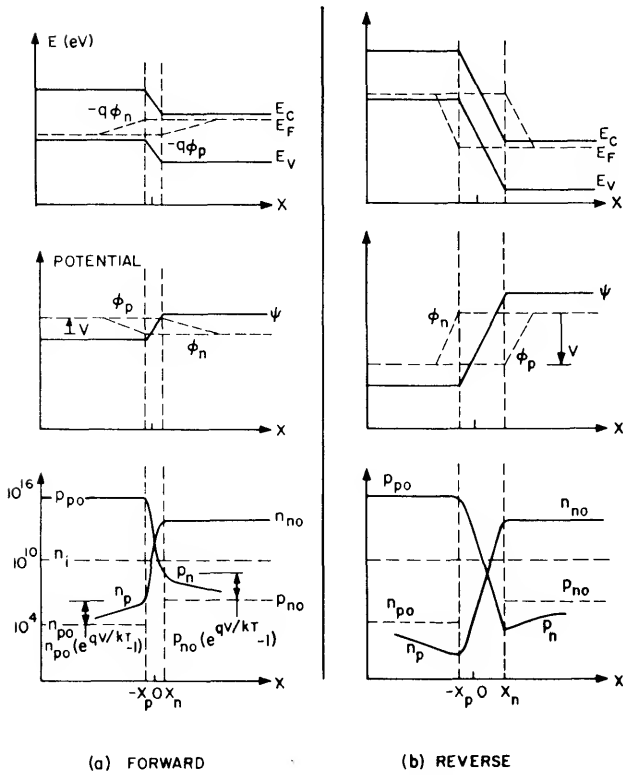 E (eV)
-qϕn
EC
EF
-qϕp
EV
X
POTENTIAL
ϕp
V
ψ
ϕn
X
10^16
Ppo
nno
10^10
ni
np
Pn
10^4
npo
Pno
npo(e^qV/kT -1)
Pno(e^qV/kT -1)
-Xp 0 Xn
X
(a) FORWARD
EC
EF
EV
X
ψ
ϕn
V
ϕp
X
Ppo
nno
npo
Pno
np
Pn
-Xp 0 Xn
X
(b) REVERSE